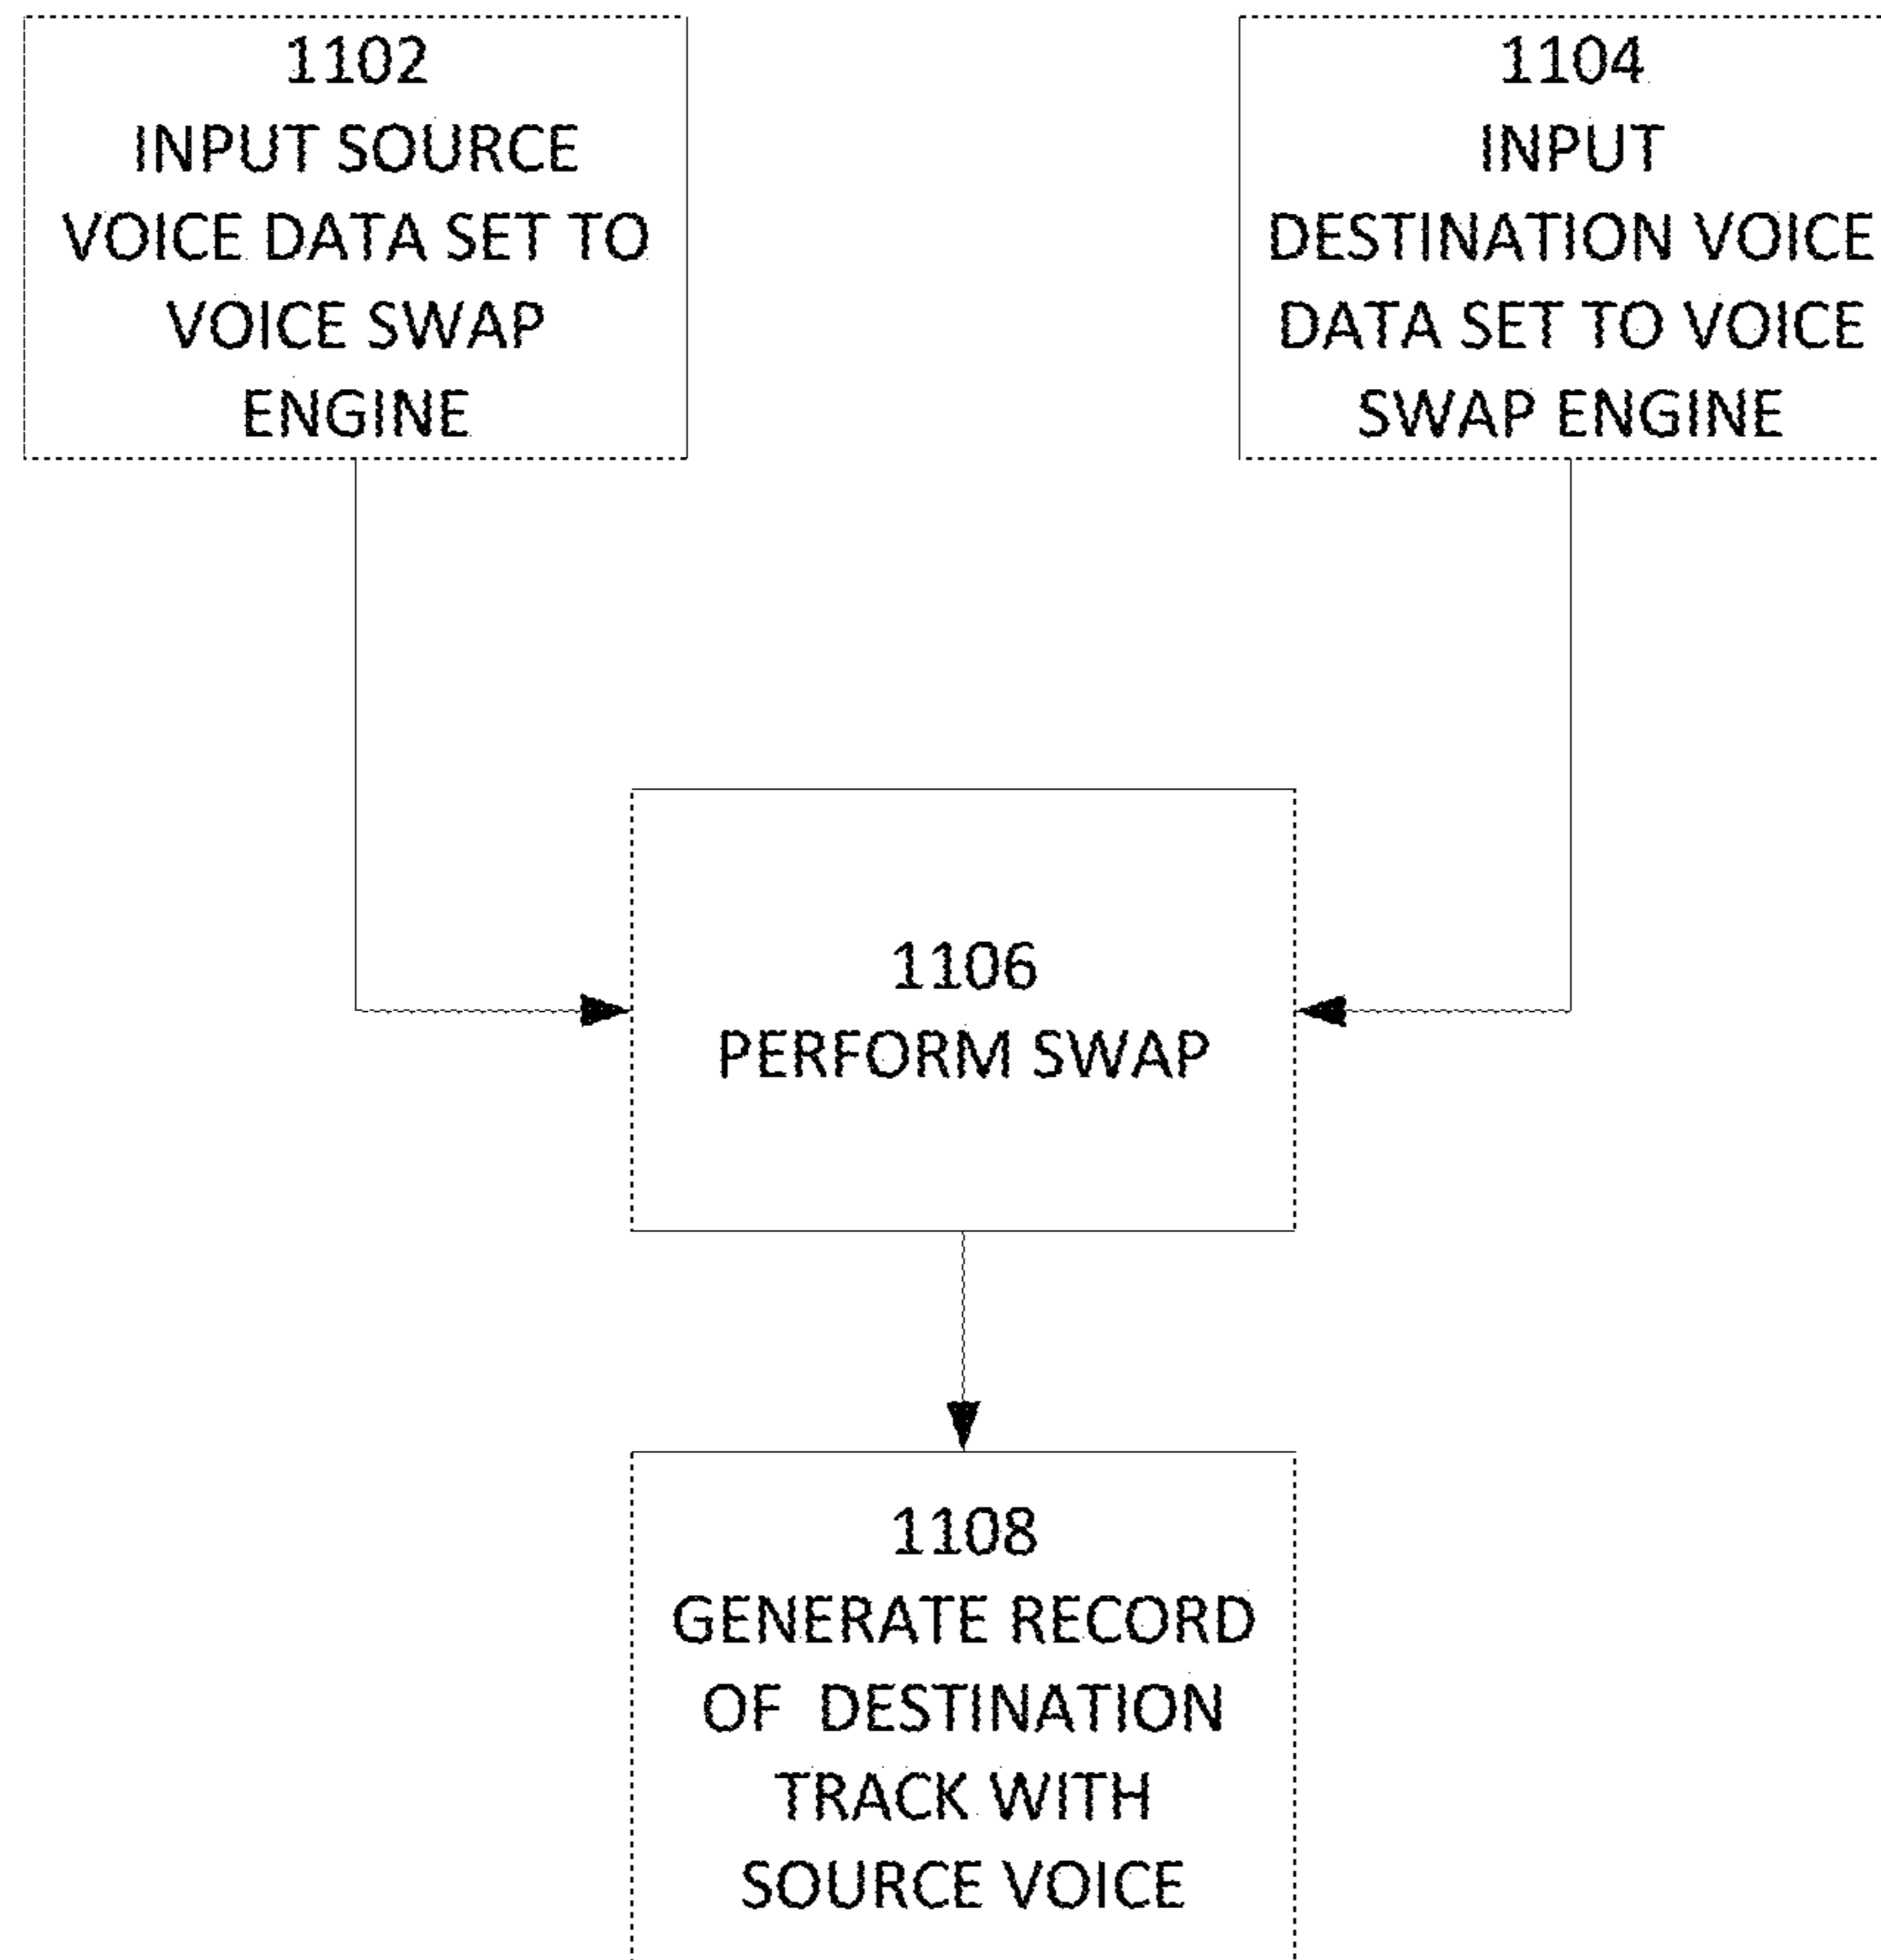 1102
INPUT SOURCE
VOICE DATA SET TO
VOICE SWAP
ENGINE
1104
INPUT
DESTINATION VOICE
DATA SET TO VOICE
SWAP ENGINE
1106
PERFORM SWAP
1108
GENERATE RECORD
OF DESTINATION
TRACK WITH
SOURCE VOICE